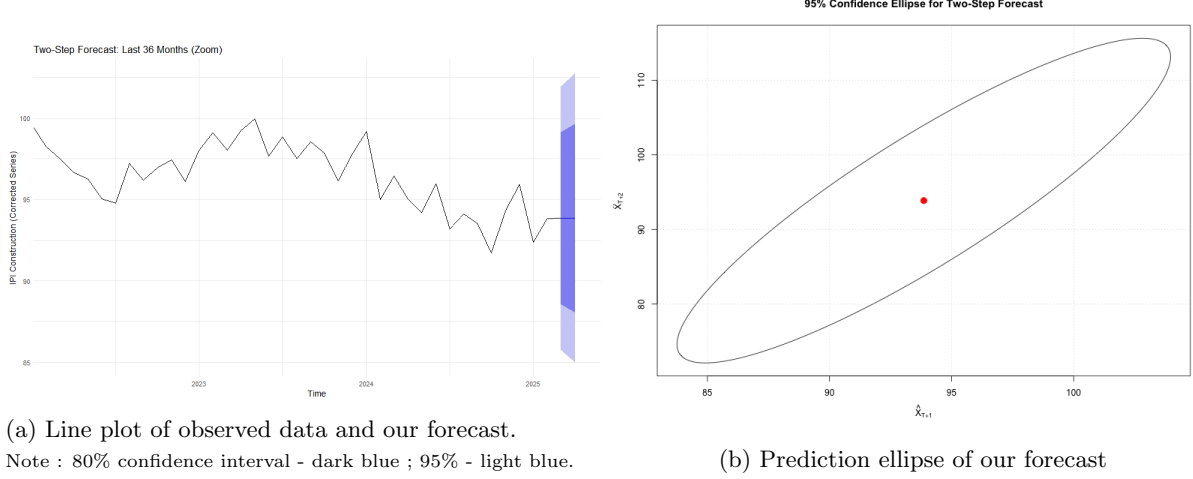 Two-Step Forecast: Last 36 Months (Zoom)
IPI Construction (Corrected Series)
100
95
90
85
2023
2024
2025
Time
(a) Line plot of observed data and our forecast.
Note : 80% confidence interval - dark blue ; 95% - light blue.
95% Confidence Ellipse for Two-Step Forecast
X̂T+2
110
100
90
80
85
90
95
100
X̂T+1
(b) Prediction ellipse of our forecast